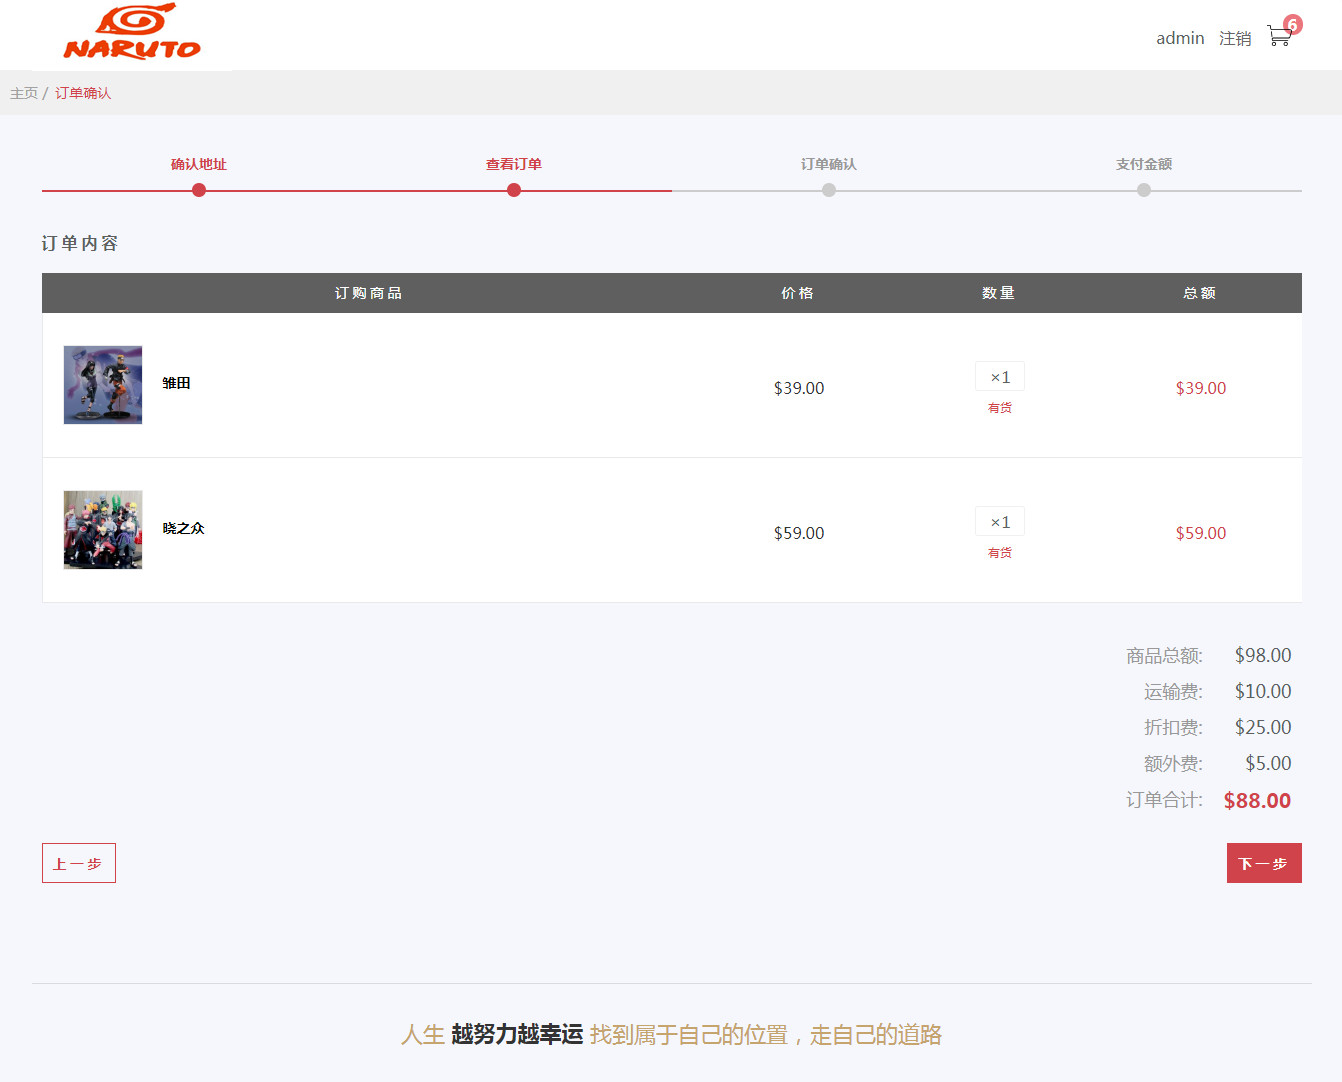 NARUTO
admin 注销 6
主页 / 订单确认
确认地址 查看订单 订单确认 支付金额
订单内容
订购商品 价格 数量 总额
雏田 $39.00 ×1 $39.00
有货
晓之众 $59.00 ×1 $59.00
有货
商品总额: $98.00
运输费: $10.00
折扣费: $25.00
额外费: $5.00
订单合计: $88.00
上一步 下一步
人生 越努力越幸运 找到属于自己的位置，走自己的道路